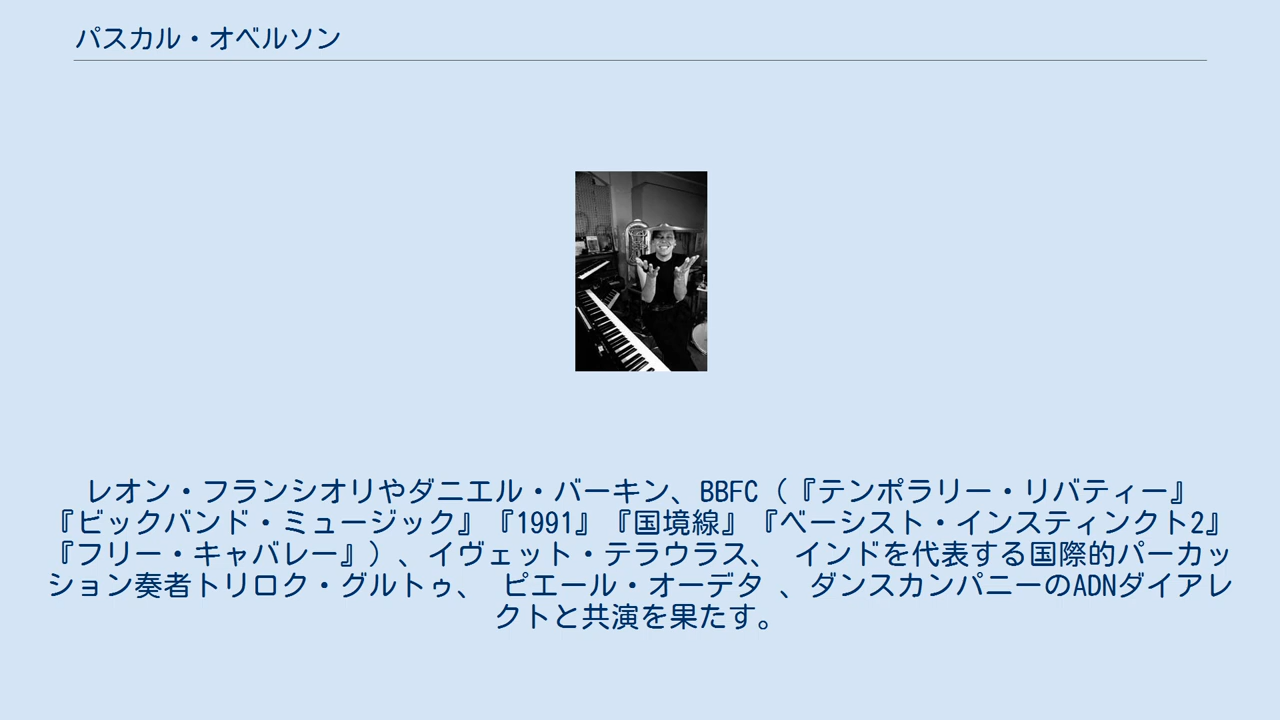 パスカル・オベルソン
レオン・フランシオリやダニエル・バーキン、BBFC（『テンポラリー・リバティー』
『ビックバンド・ミュージック』『1991』『国境線』『ベーシスト・インスティンクト2』
『フリー・キャバレー』）、イヴェット・テラウラス、 インドを代表する国際的パーカッ
ション奏者トリロク・グルトゥ、 ピエール・オーデタ 、ダンスカンパニーのADNダイアレ
クトと共演を果たす。